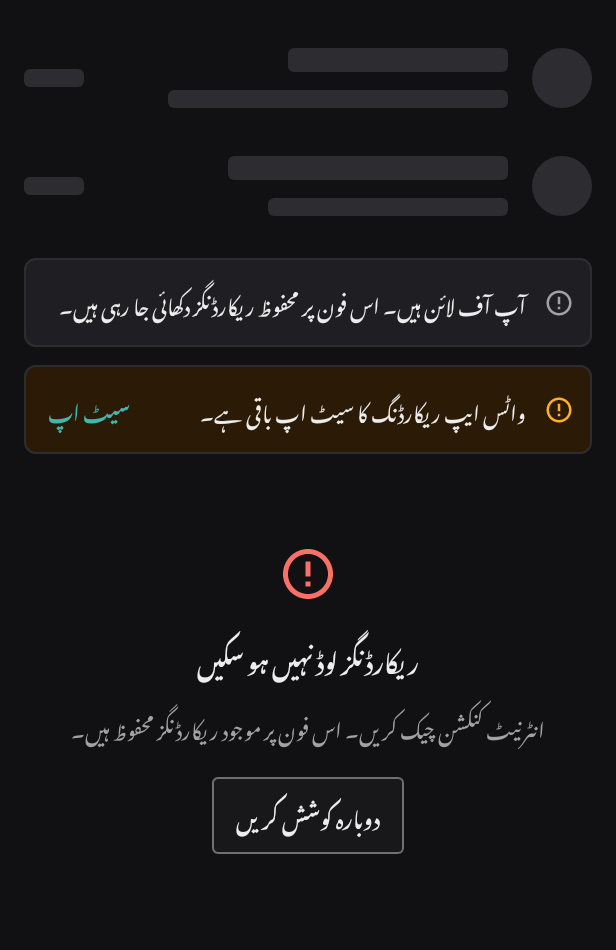 آپ آف لائن ہیں۔ اس فون پر محفوظ ریکارڈنگز دکھائی جا رہی ہیں۔
واٹس ایپ ریکارڈنگ کا سیٹ اپ باقی ہے۔ سیٹ اپ
ریکارڈنگز لوڈ نہیں ہو سکیں
انٹرنیٹ کنکشن چیک کریں۔ اس فون پر موجود ریکارڈنگز محفوظ ہیں۔
دوبارہ کوشش کریں